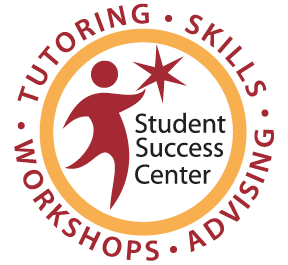 TUTORING • SKILLS • ADVISING • WORKSHOPS •
Student
Success
Center